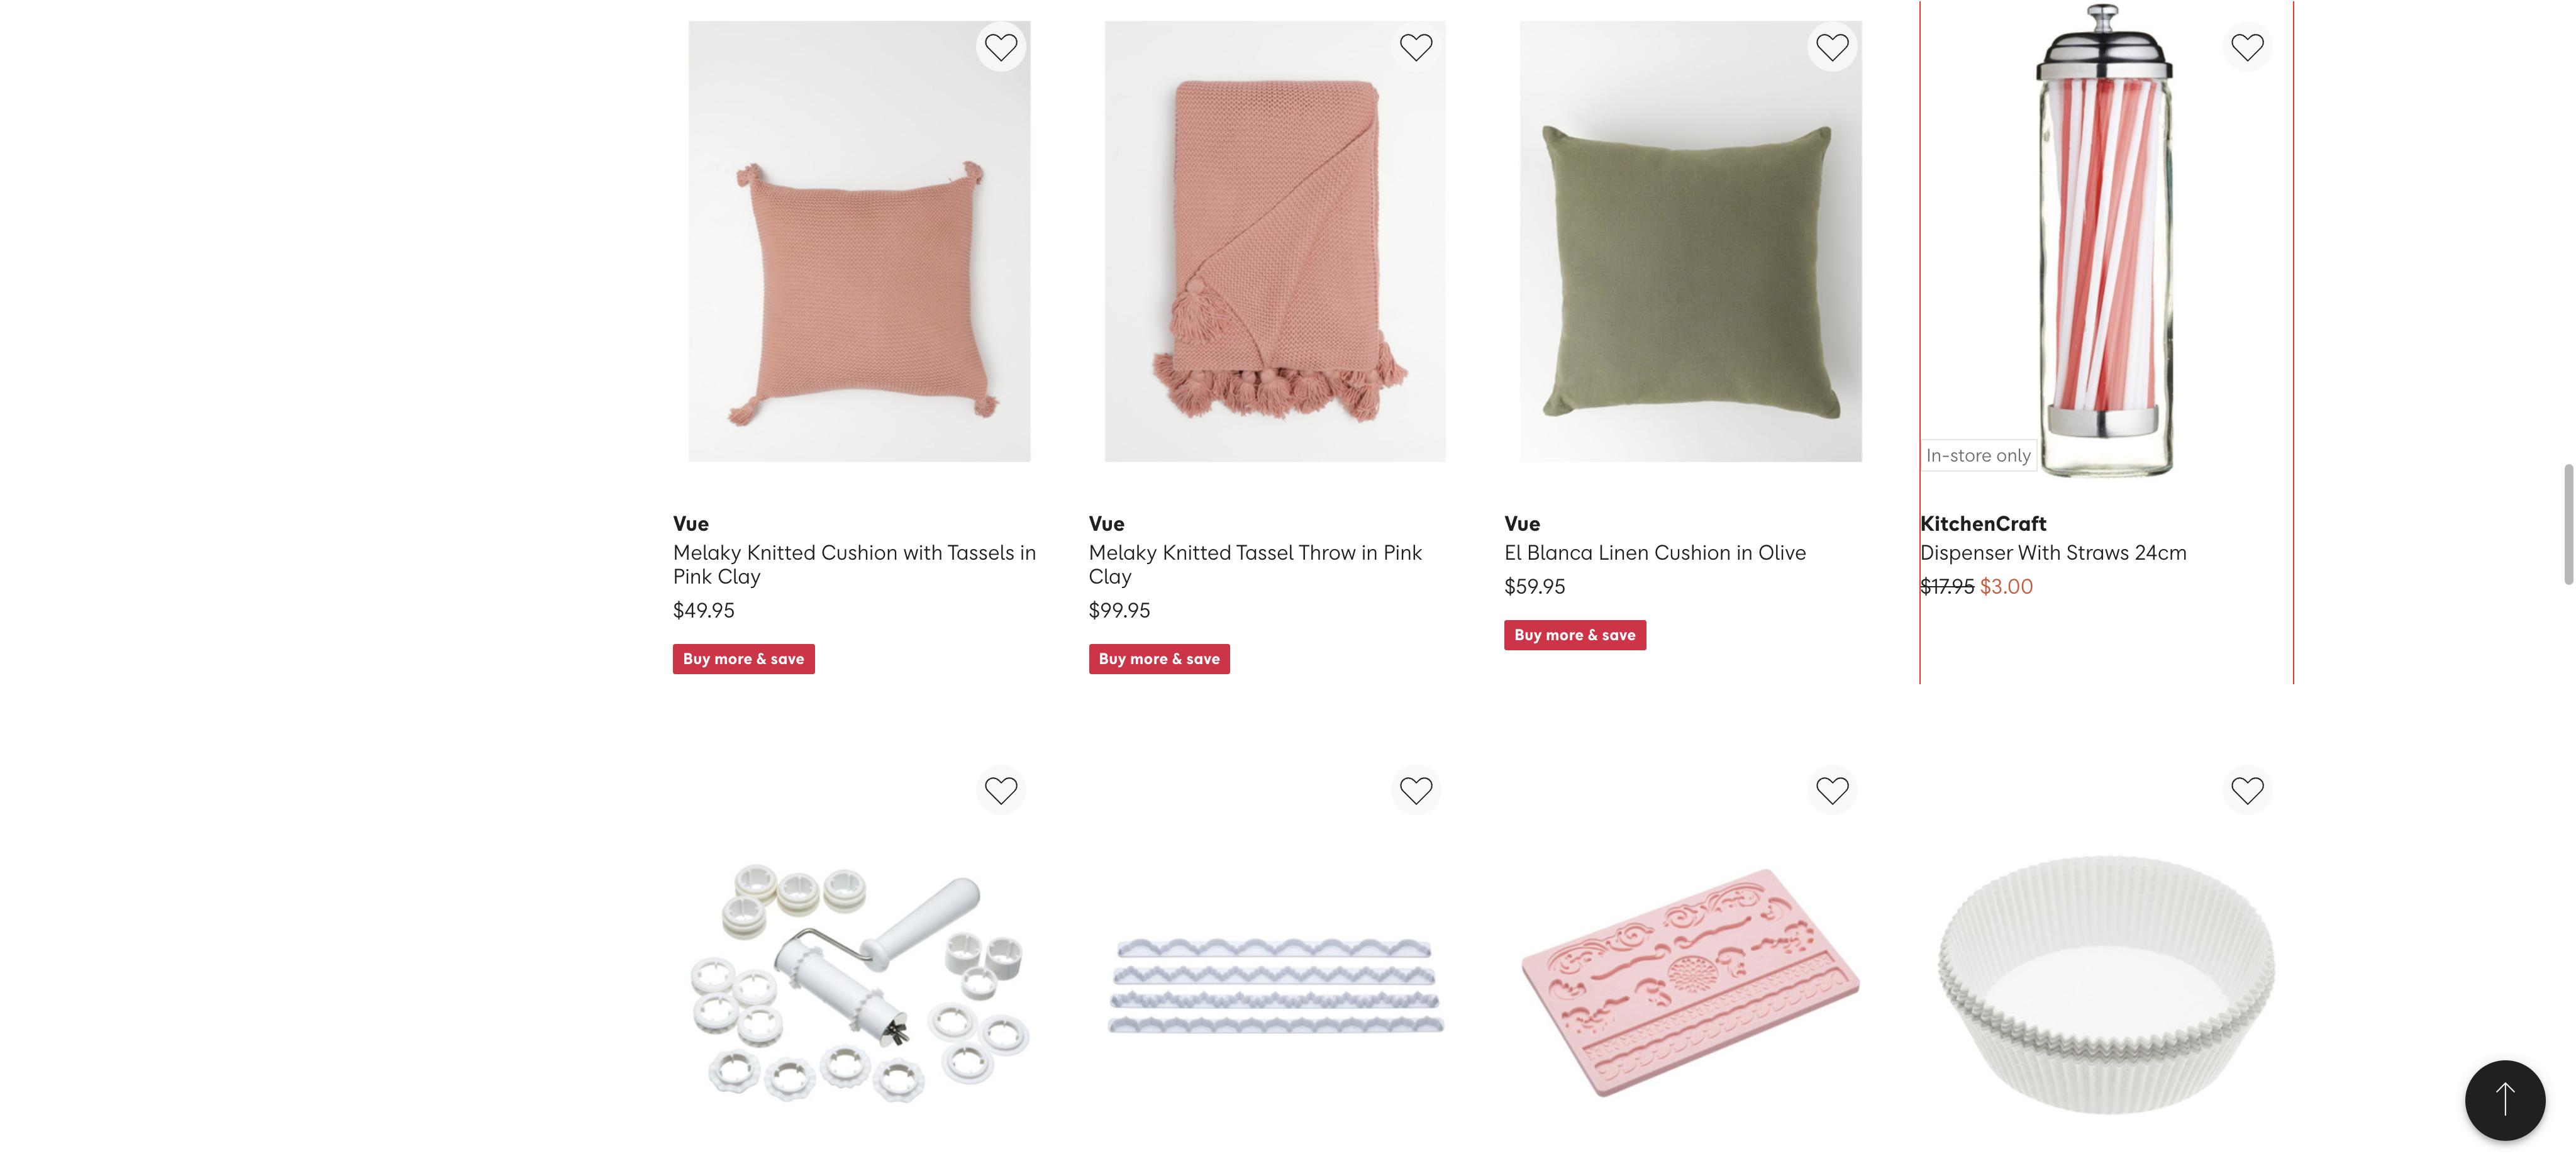 In-store only
Vue
Melaky Knitted Cushion with Tassels in
Pink Clay
$49.95
Buy more & save
Vue
Melaky Knitted Tassel Throw in Pink
Clay
$99.95
Buy more & save
Vue
El Blanca Linen Cushion in Olive
$59.95
Buy more & save
KitchenCraft
Dispenser With Straws 24cm
$17.95 $3.00